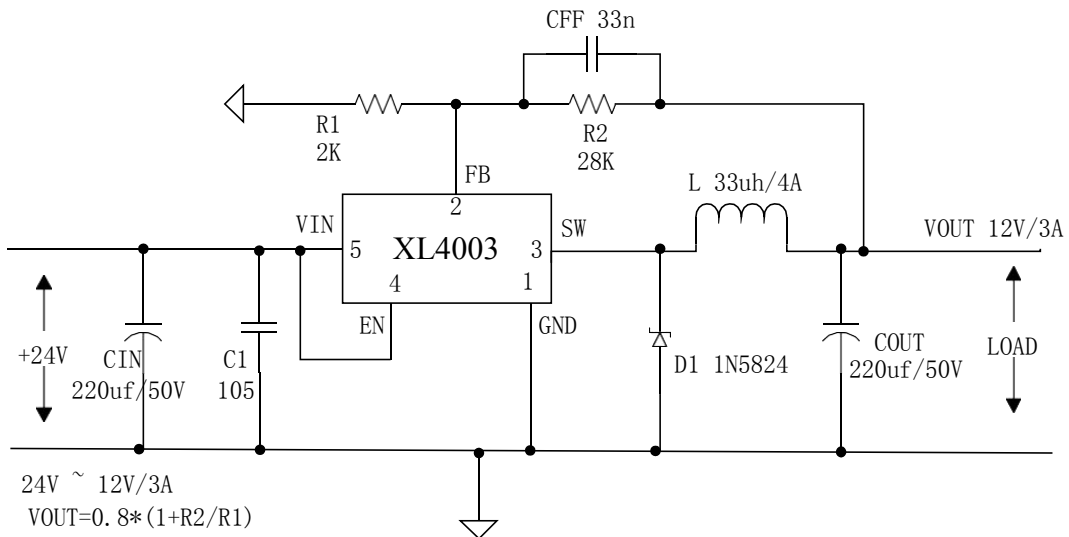 CFF 33n
R1
2K
R2
28K
FB
2
L 33uh/4A
VIN
5
XL4003
3
SW
VOUT 12V/3A
4
1
EN
GND
+24V
CIN
220uf/50V
C1
105
D1 1N5824
COUT
220uf/50V
LOAD
24V ~ 12V/3A
VOUT=0.8*(1+R2/R1)